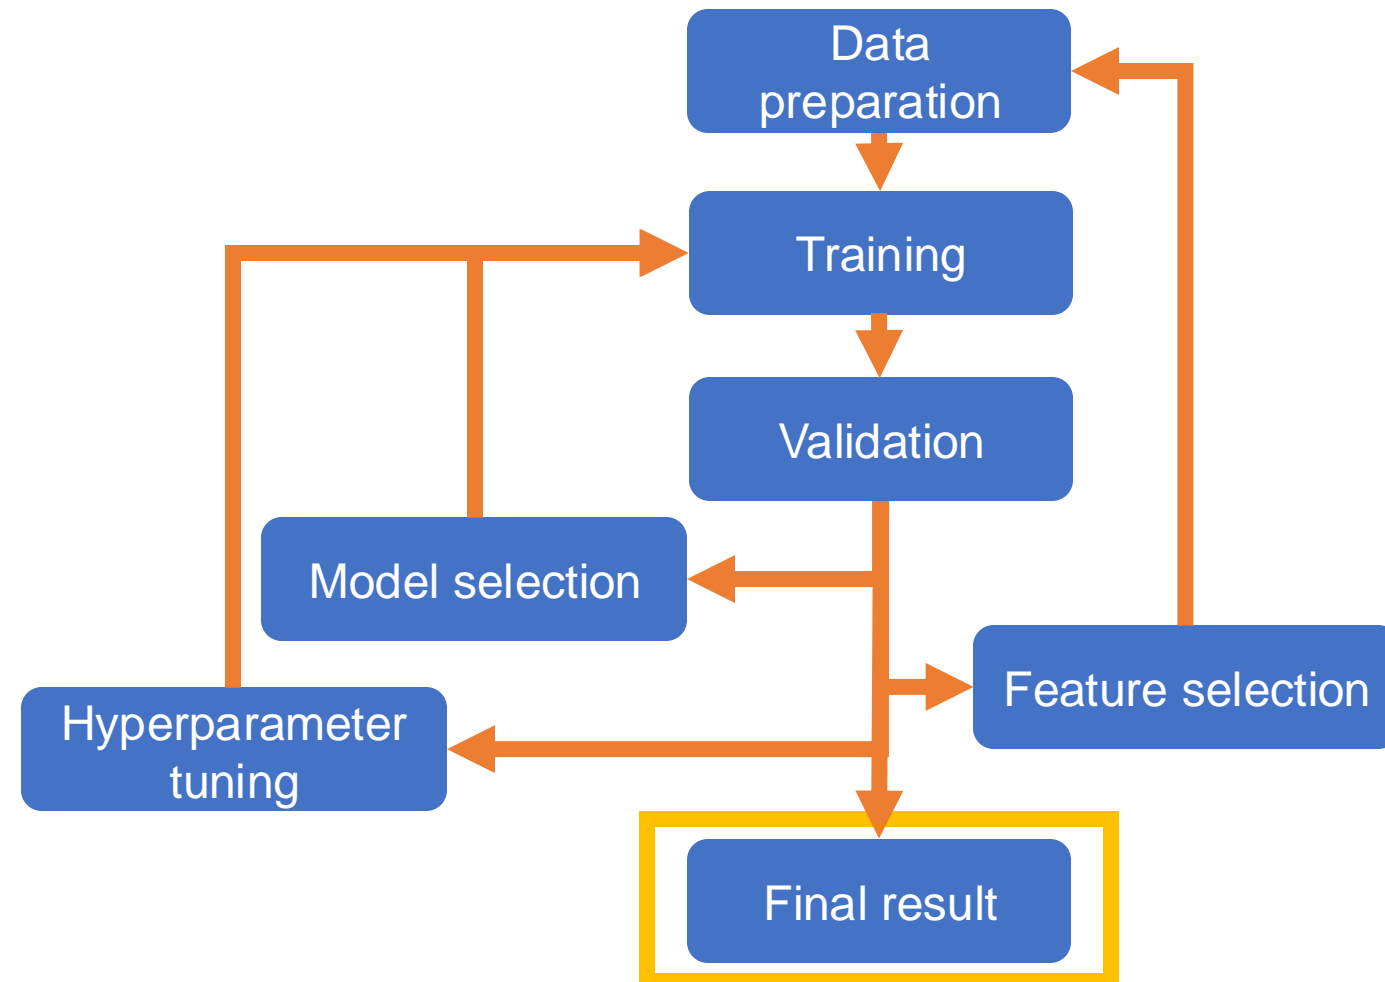 Data
preparation
Training
Validation
Model selection
Feature selection
Hyperparameter
tuning
Final result